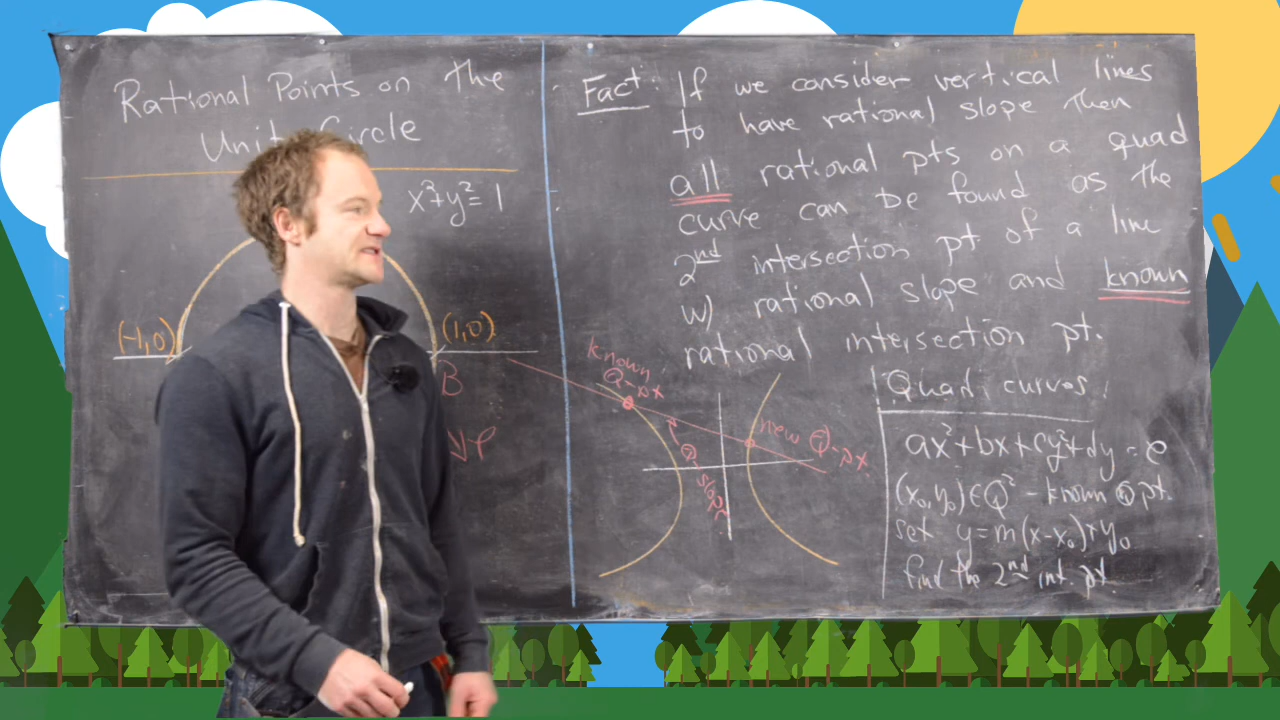 Rational Points on the
Unit Circle
x²+y²=1
(-1,0)
(1,0)
B
Fact: If we consider vertical lines
to have rational slope then
all rational pts on a quad
curve can be found as the
2nd intersection pt of a line
w) rational slope and known
rational intersection pt.
known
Q-pt
Q-slope
new Q-pt.
Quad. curves
ax²+bx+cy²+dy=e
(x₀,y₀)∈Q² - known Q pt.
set y=m(x-x₀)+y₀
find the 2nd int. pt